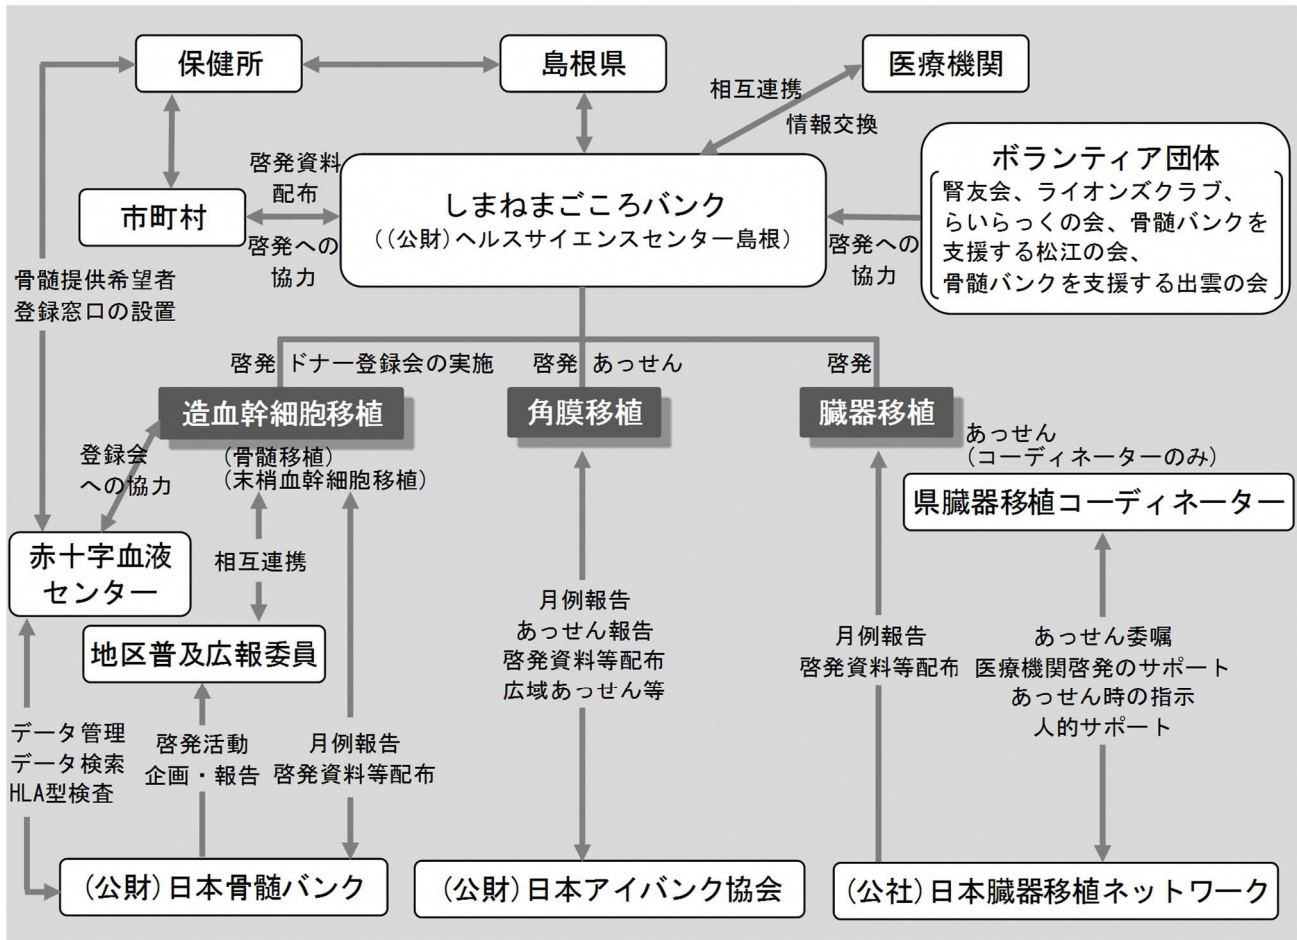 保健所
島根県
医療機関
相互連携
情報交換
啓発資料
配布
ボランティア団体
腎友会、ライオンズクラブ、
らいらっくの会、骨髄バンクを
支援する松江の会、
骨髄バンクを支援する出雲の会
市町村
しまねまごころバンク
((公財)ヘルスサイエンスセンター島根)
啓発への
協力
啓発への
協力
骨髄提供希望者
登録窓口の設置
啓発
ドナー登録会の実施
啓発
あっせん
啓発
造血幹細胞移植
角膜移植
臓器移植
(骨髄移植)
(末梢血幹細胞移植)
あっせん
(コーディネーターのみ)
登録会
への協力
県臓器移植コーディネーター
赤十字血液
センター
相互連携
地区普及広報委員
月例報告
あっせん報告
啓発資料等配布
広域あっせん等
月例報告
啓発資料等配布
あっせん委嘱
医療機関啓発のサポート
あっせん時の指示
人的サポート
データ管理
データ検索
HLA型検査
啓発活動
企画・報告
月例報告
啓発資料等配布
(公財)日本骨髄バンク
(公財)日本アイバンク協会
(公社)日本臓器移植ネットワーク